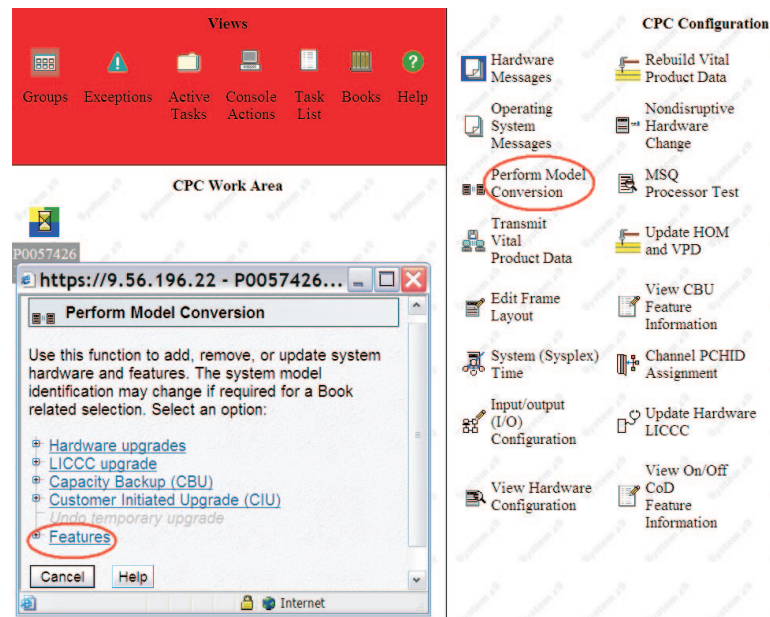 Views
Groups
Exceptions
Active
Tasks
Console
Actions
Task
List
Books
Help
CPC Work Area
P0057426
https://9.56.196.22 - P0057426...
Perform Model Conversion
Use this function to add, remove, or update system
hardware and features. The system model
identification may change if required for a Book
related selection. Select an option:
Hardware upgrades
LICCC upgrade
Capacity Backup (CBU)
Customer Initiated Upgrade (CIU)
Undo temporary upgrade
Features
Cancel
Help
Internet
CPC Configuration
Hardware
Messages
Rebuild Vital
Product Data
Operating
System
Messages
Nondisruptive
Hardware
Change
Perform Model
Conversion
MSQ
Processor Test
Transmit
Vital
Product Data
Update HOM
and VPD
Edit Frame
Layout
View CBU
Feature
Information
System (Sysplex)
Time
Channel PCHID
Assignment
Input/output
(I/O)
Configuration
Update Hardware
LICCC
View Hardware
Configuration
View On/Off
CoD
Feature
Information